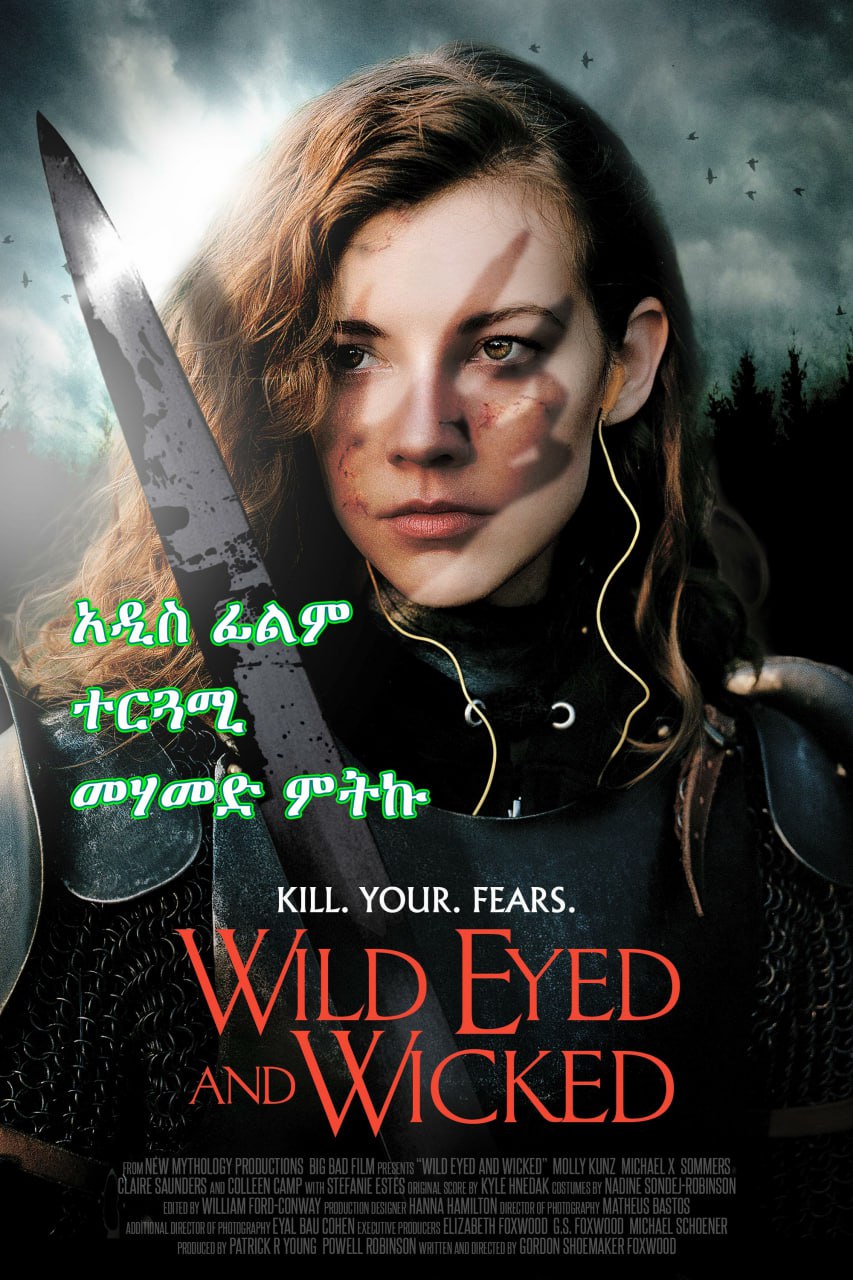 አዲስ ፊልም
ተርጓሚ
መሃመድ ምትኩ
KILL. YOUR. FEARS.
WILD EYED
AND WICKED
FROM NEW MYTHOLOGY PRODUCTIONS BIG BAD FILM PRESENTS "WILD EYED AND WICKED" MOLLY KUNZ MICHAEL X SOMMERS
CLAIRE SAUNDERS AND COLLEEN CAMP WITH STEFANIE ESTES ORIGINAL SCORE BY KYLE HNEDAK COSTUMES BY NADINE SONDEJ-ROBINSON
EDITED BY WILLIAM FORD-CONWAY PRODUCTION DESIGNER HANNA HAMILTON DIRECTOR OF PHOTOGRAPHY MATHEUS BASTOS
ADDITIONAL DIRECTOR OF PHOTOGRAPHY EYAL BAU COHEN EXECUTIVE PRODUCERS ELIZABETH FOXWOOD G.S. FOXWOOD MICHAEL SCHOENER
PRODUCED BY PATRICK R YOUNG POWELL ROBINSON WRITTEN AND DIRECTED BY GORDON SHOEMAKER FOXWOOD